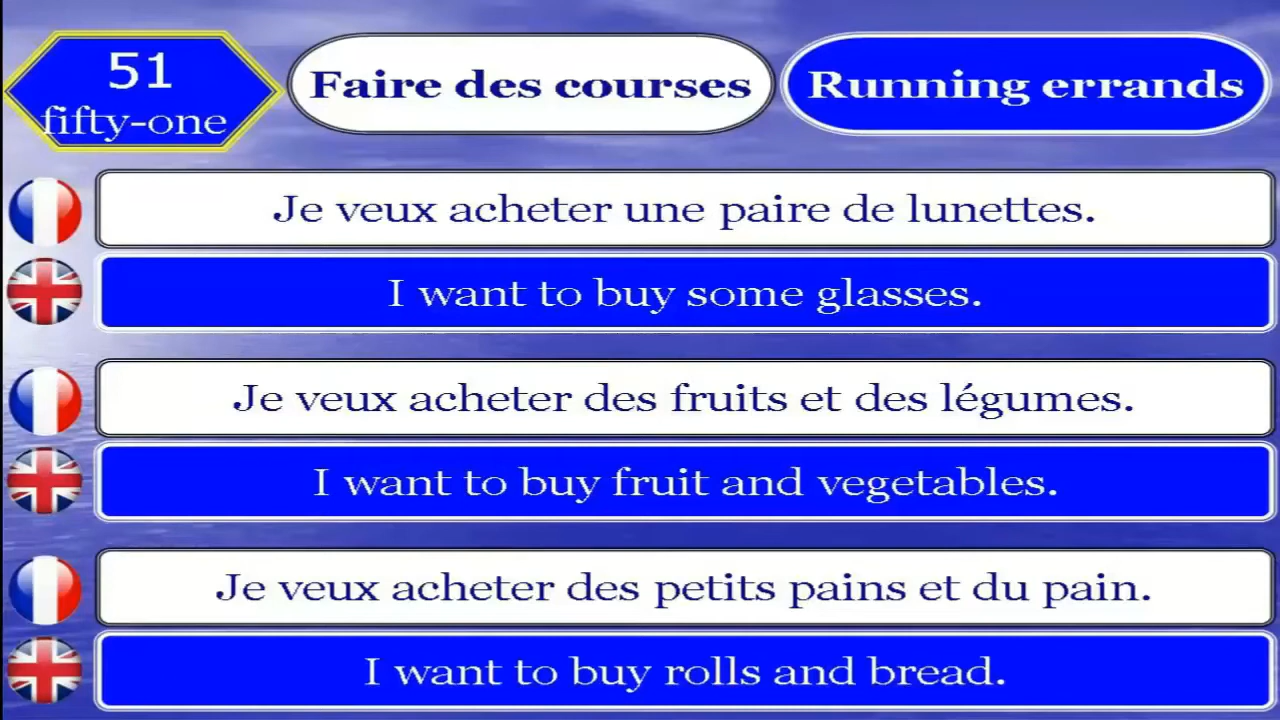 51
fifty-one
Faire des courses
Running errands
Je veux acheter une paire de lunettes.
I want to buy some glasses.
Je veux acheter des fruits et des légumes.
I want to buy fruit and vegetables.
Je veux acheter des petits pains et du pain.
I want to buy rolls and bread.